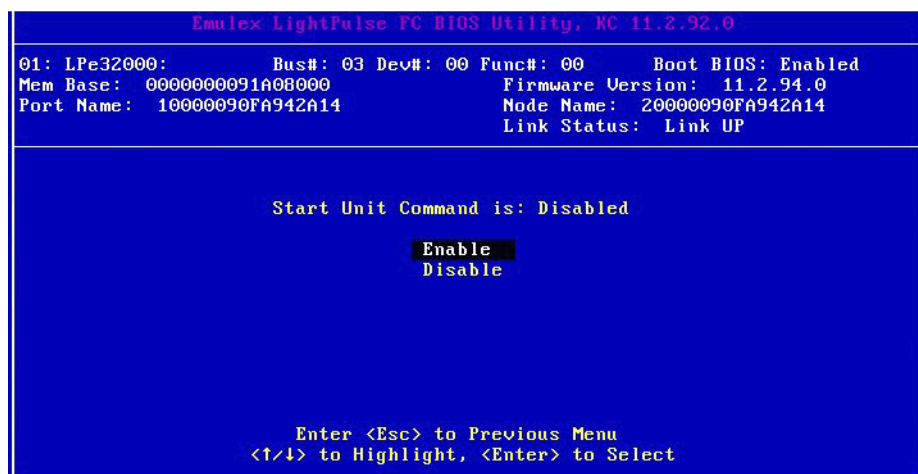 Emulex LightPulse FC BIOS Utility, KC 11.2.92.0
01: LPe32000: Bus#: 03 Dev#: 00 Func#: 00 Boot BIOS: Enabled
Mem Base: 0000000091A08000 Firmware Version: 11.2.94.0
Port Name: 10000090FA942A14 Node Name: 20000090FA942A14
Link Status: Link UP
Start Unit Command is: Disabled
Enable
Disable
Enter <Esc> to Previous Menu
<↑/↓> to Highlight, <Enter> to Select